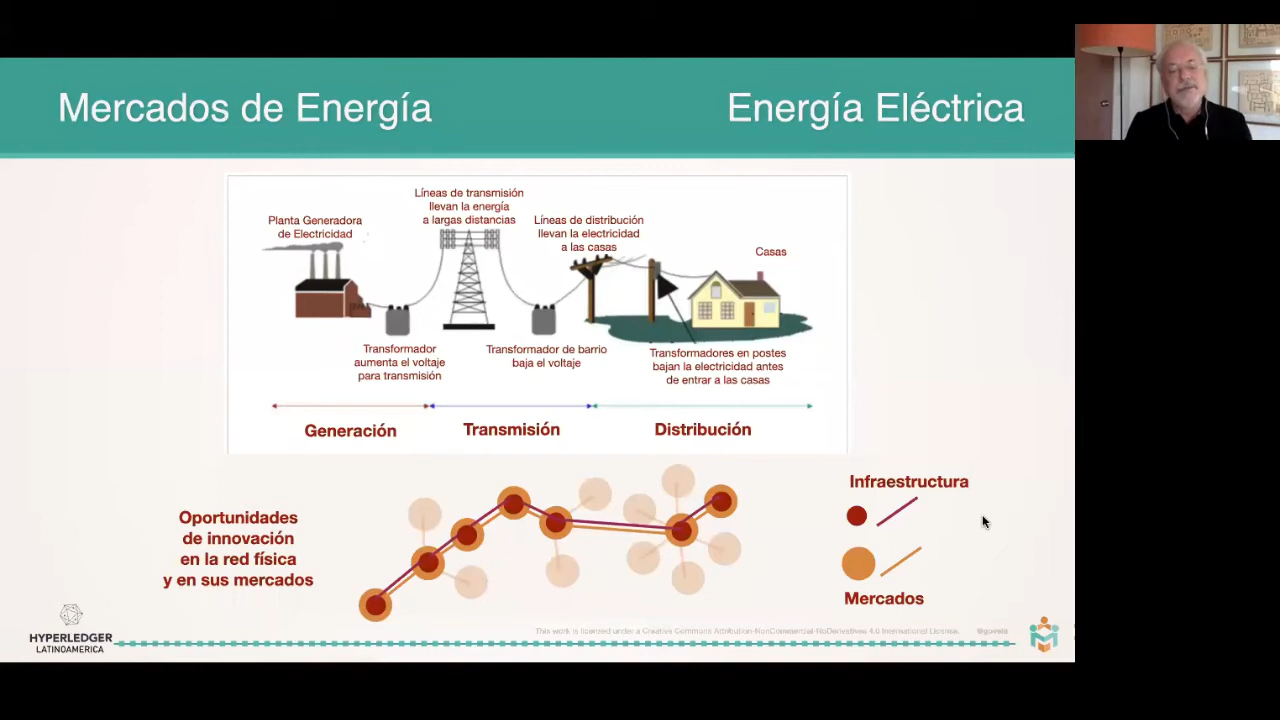 Mercados de Energía
Energía Eléctrica
Planta Generadora
de Electricidad
Líneas de transmisión
llevan la energía
a largas distancias
Líneas de distribución
llevan la electricidad
a las casas
Casas
Transformador
aumenta el voltaje
para transmisión
Transformador de barrio
baja el voltaje
Transformadores en postes
bajan la electricidad antes
de entrar a las casas
Generación
Transmisión
Distribución
Oportunidades
de innovación
en la red física
y en sus mercados
Infraestructura
Mercados
HYPERLEDGER
LATINOAMERICA
This work is licensed under a Creative Commons Attribution-NonCommercial-NoDerivatives 4.0 International License.